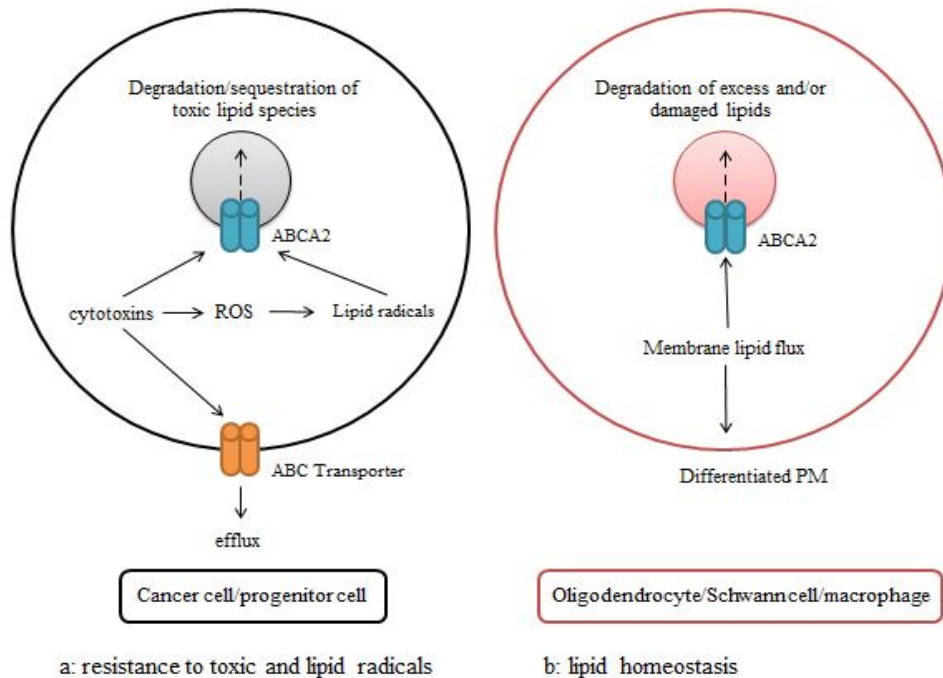 Degradation/sequestration of
toxic lipid species
ABCA2
cytotoxins
ROS
Lipid radicals
ABC Transporter
efflux
Cancer cell/progenitor cell
a: resistance to toxic and lipid radicals
Degradation of excess and/or
damaged lipids
ABCA2
Membrane lipid flux
Differentiated PM
Oligodendrocyte/Schwann cell/macrophage
b: lipid homeostasis